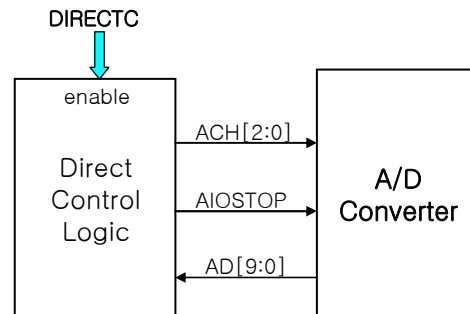 DIRECTC
enable
Direct
Control
Logic
ACH[2:0]
AIOSTOP
AD[9:0]
A/D
Converter